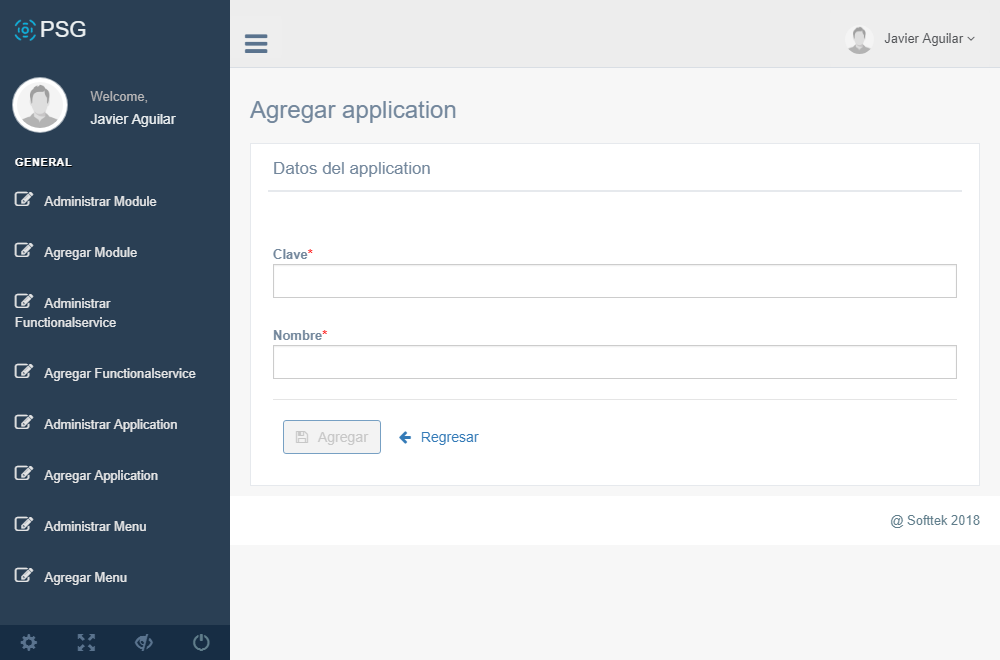 PSG
Welcome,
Javier Aguilar
GENERAL
Administrar Module
Agregar Module
Administrar
Functionalservice
Agregar Functionalservice
Administrar Application
Agregar Application
Administrar Menu
Agregar Menu
Javier Aguilar
Agregar application
Datos del application
Clave*
Nombre*
Agregar
Regresar
@ Softtek 2018